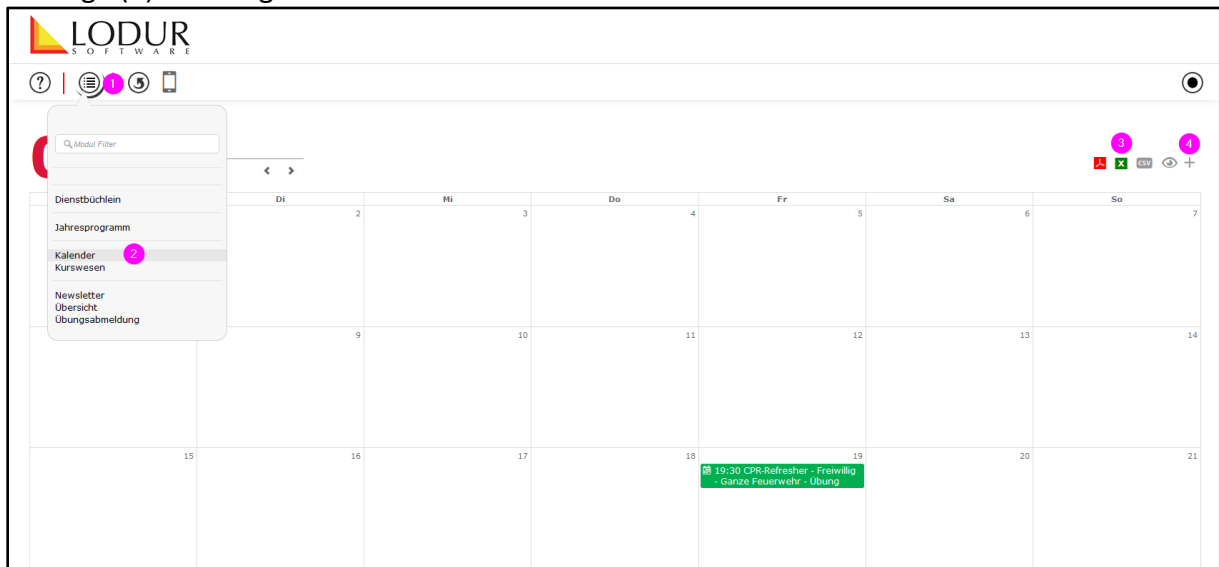 LODUR
SOFTWARE
?
1
Modul Filter
3
4
CSV
Di
Mi
Do
Fr
Sa
So
Dienstbüchlein
2
3
4
5
6
7
Jahresprogramm
Kalender
2
Kurswesen
Newsletter
Übersicht
Übungsabmeldung
9
10
11
12
13
14
15
16
17
18
19
20
21
19:30 CPR-Refresher - Freiwillig
- Ganze Feuerwehr - Übung